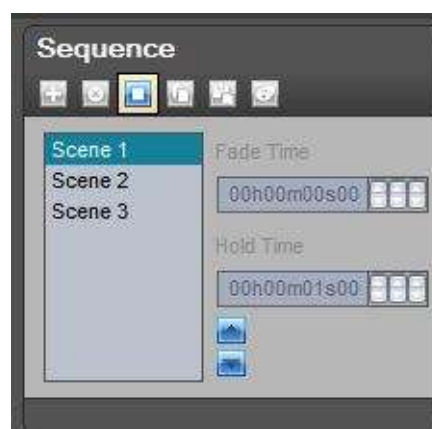 Sequence
Scene 1
Scene 2
Scene 3
Fade Time
00h00m00s00
Hold Time
00h00m01s00